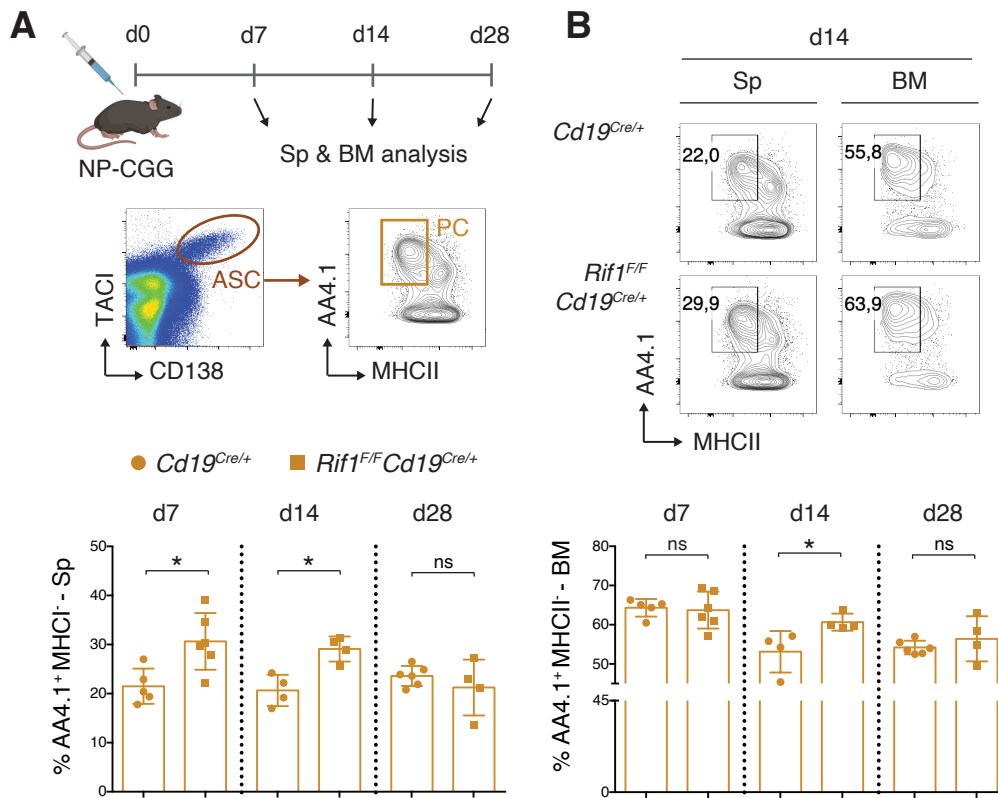 A
d0 d7 d14 d28
NP-CGG
Sp & BM analysis
TACI
ASC
CD138
AA4.1
PC
MHCII
B
d14
Sp BM
Cd19Cre/+
22,0 55,8
Rif1F/F
Cd19Cre/+
29,9 63,9
AA4.1
MHCII
Cd19Cre/+ Rif1F/FCd19Cre/+
d7 d14 d28
% AA4.1+ MHCI- - Sp
50
40
30
20
10
0
* * ns
d7 d14 d28
% AA4.1+ MHCII- - BM
80
70
60
50
45
0
ns * ns